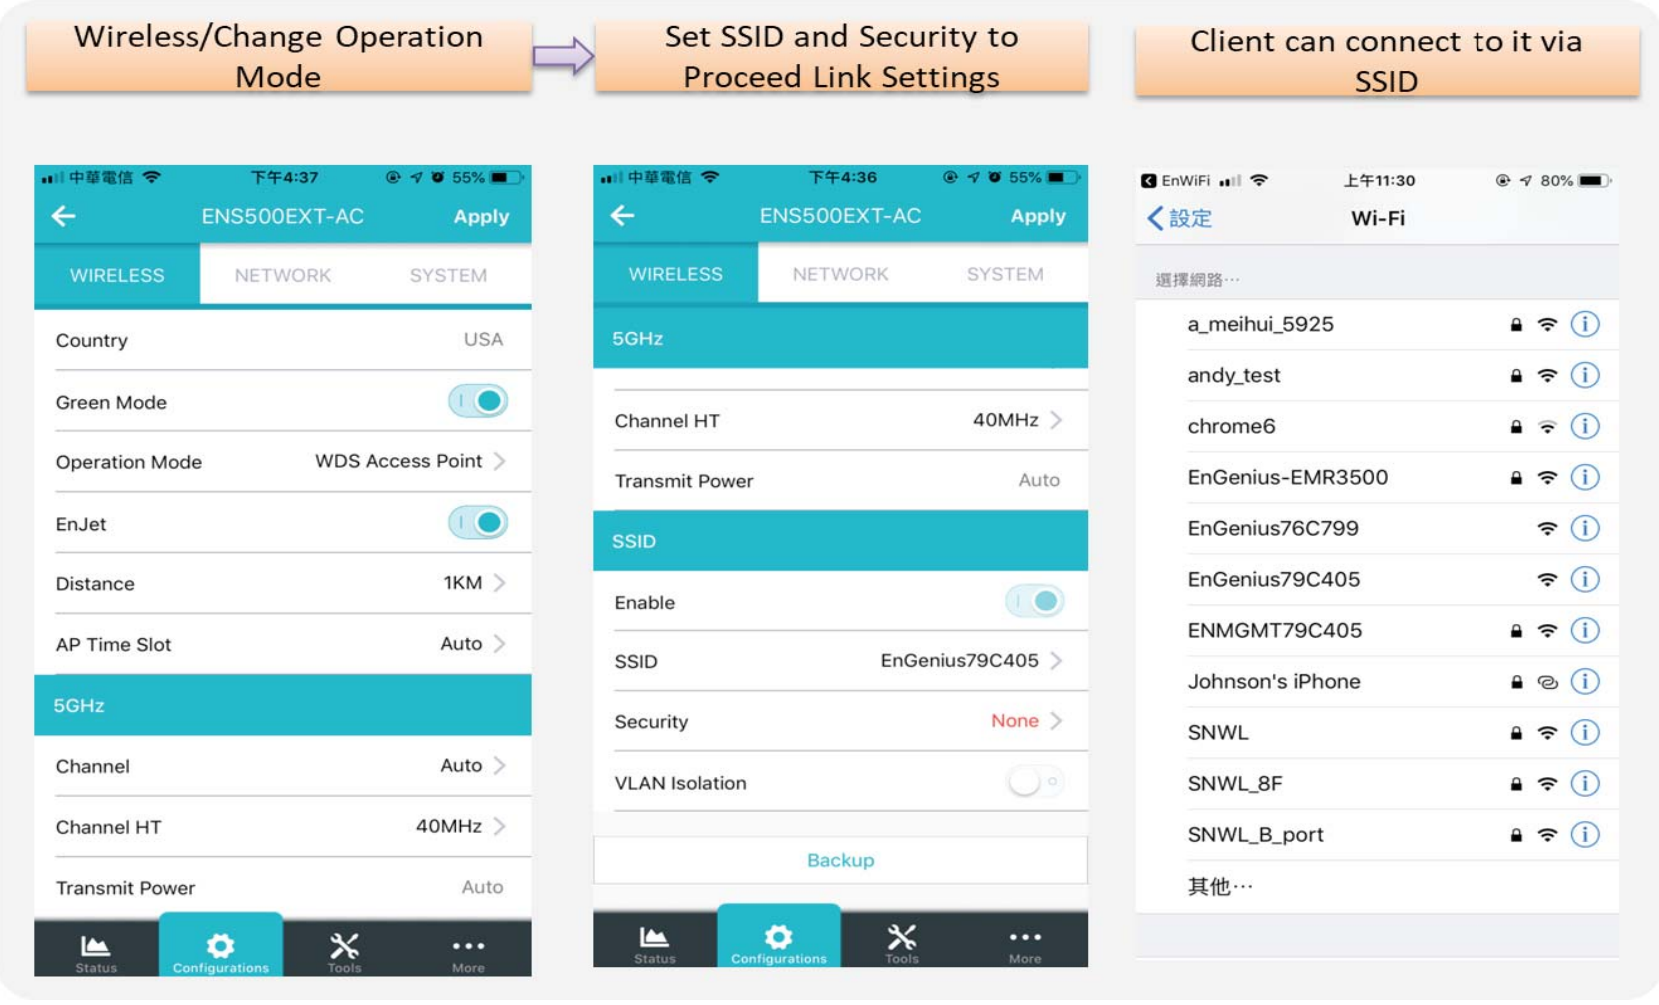 Wireless/Change Operation
Mode
Set SSID and Security to
Proceed Link Settings
Client can connect to it via
SSID
中華電信 下午4:37 55%
ENS500EXT-AC Apply
WIRELESS NETWORK SYSTEM
Country USA
Green Mode
Operation Mode WDS Access Point
EnJet
Distance 1KM
AP Time Slot Auto
5GHz
Channel Auto
Channel HT 40MHz
Transmit Power Auto
Status Configurations Tools More
中華電信 下午4:36 55%
ENS500EXT-AC Apply
WIRELESS NETWORK SYSTEM
5GHz
Channel HT 40MHz
Transmit Power Auto
SSID
Enable
SSID EnGenius79C405
Security None
VLAN Isolation
Backup
Status Configurations Tools More
EnWiFi 上午11:30 80%
設定 Wi-Fi
選擇網路⋯
a_meihui_5925
andy_test
chrome6
EnGenius-EMR3500
EnGenius76C799
EnGenius79C405
ENMGMT79C405
Johnson's iPhone
SNWL
SNWL_8F
SNWL_B_port
其他⋯